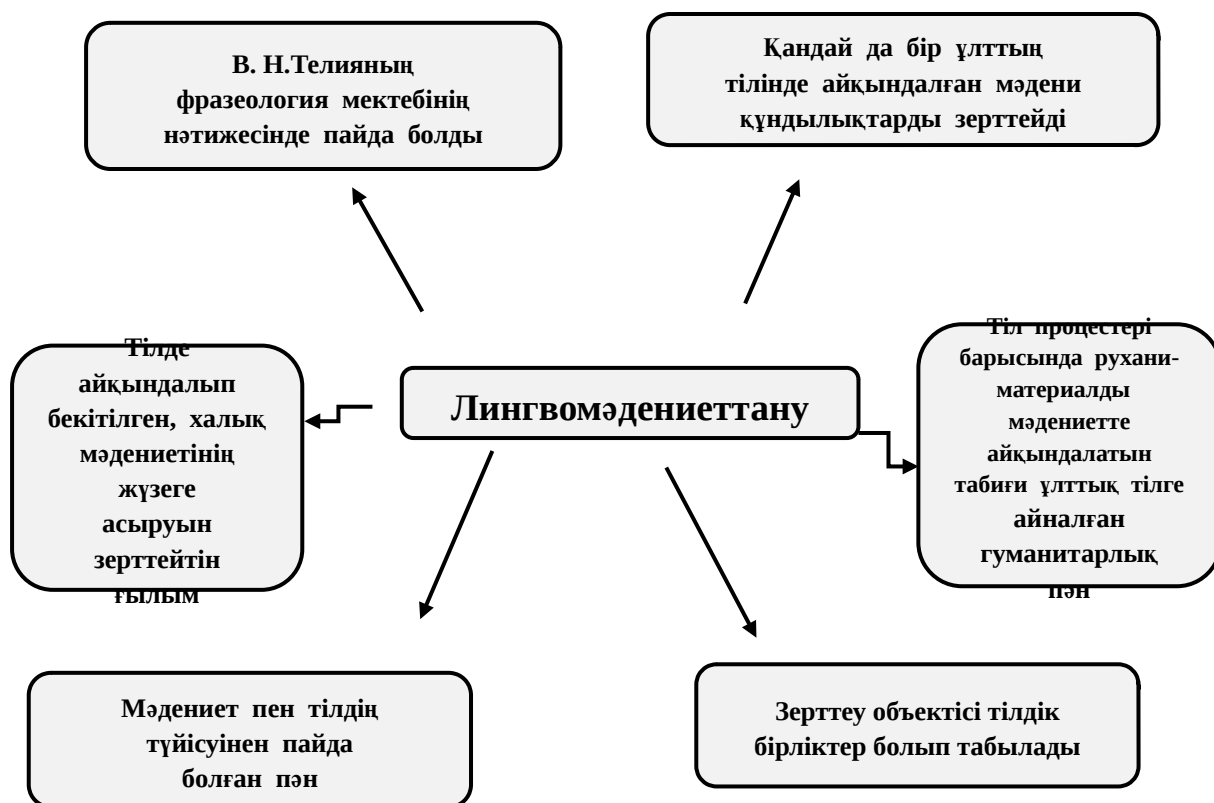 В. Н.Телияның
фразеология мектебінің
нәтижесінде пайда болды
Қандай да бір ұлттың
тілінде айқындалған мәдени
құндылықтарды зерттейді
Тілде
айқындалып
бекітілген, халық
мәдениетінің
жүзеге
асыруын
зерттейтін
ғылым
Лингвомәдениеттану
Тіл процестері
барысында рухани-
материалды
мәдениетте
айқындалатын
табиғи ұлттық тілге
айналған
гуманитарлық
пән
Мәдениет пен тілдің
түйісуінен пайда
болған пән
Зерттеу объектісі тілдік
бірліктер болып табылады